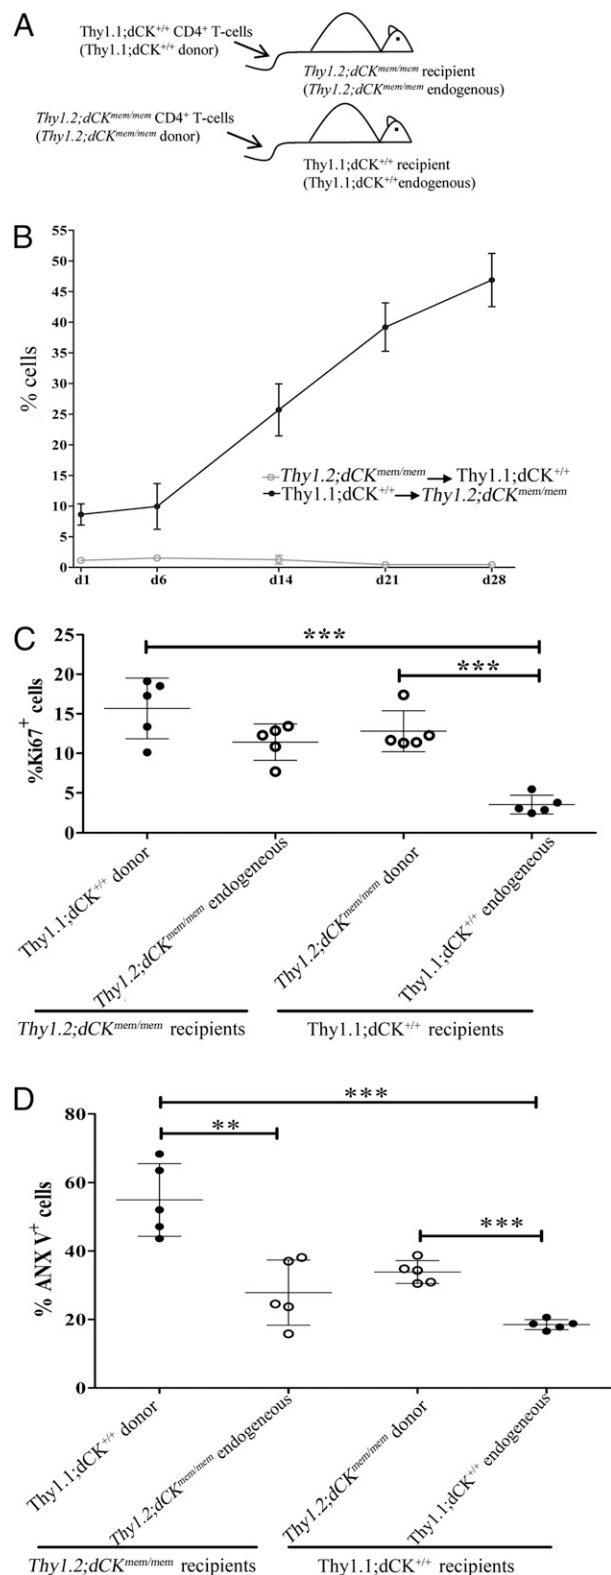 A
Thy1.1;dCK+/+ CD4+ T-cells
(Thy1.1;dCK+/+ donor)
Thy1.2;dCKmem/mem recipient
(Thy1.2;dCKmem/mem endogenous)
Thy1.2;dCKmem/mem CD4+ T-cells
(Thy1.2;dCKmem/mem donor)
Thy1.1;dCK+/+ recipient
(Thy1.1;dCK+/+endogenous)
B
% cells
55
50
45
40
35
30
25
20
15
10
5
0
Thy1.2;dCKmem/mem Thy1.1;dCK+/+
Thy1.1;dCK+/+ Thy1.2;dCKmem/mem
d1 d6 d14 d21 d28
C
%Ki67+ cells
25
20
15
10
5
0
***
***
Thy1.1;dCK+/+ donor
Thy1.2;dCKmem/mem endogeneous
Thy1.2;dCKmem/mem donor
Thy1.1;dCK+/+ endogeneous
Thy1.2;dCKmem/mem recipients
Thy1.1;dCK+/+ recipients
D
% ANX V+ cells
80
60
40
20
0
***
**
***
Thy1.1;dCK+/+ donor
Thy1.2;dCKmem/mem endogeneous
Thy1.2;dCKmem/mem donor
Thy1.1;dCK+/+ endogeneous
Thy1.2;dCKmem/mem recipients
Thy1.1;dCK+/+ recipients